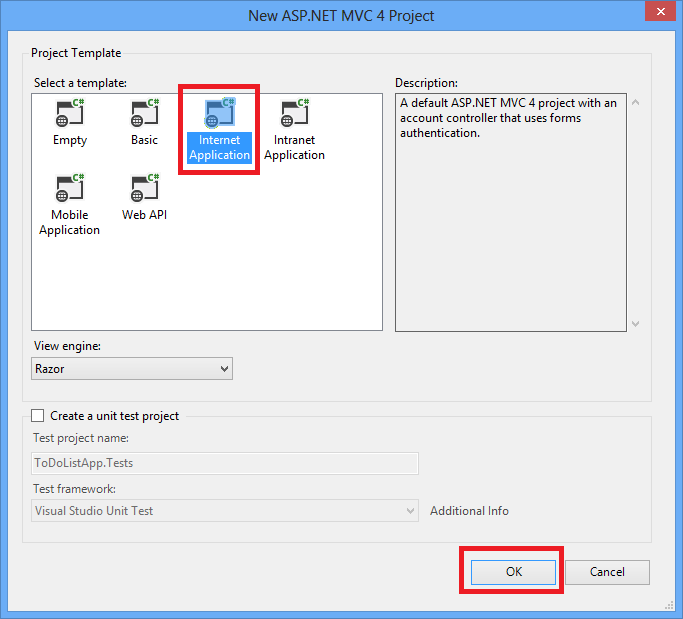 New ASP.NET MVC 4 Project
Project Template
Select a template:
Description:
C# C# C# C#
Empty
Basic
Internet
Application
Intranet
Application
A default ASP.NET MVC 4 project with an
account controller that uses forms
authentication.
C# C#
Mobile
Application
Web API
View engine:
Razor
Create a unit test project
Test project name:
ToDoListApp.Tests
Test framework:
Visual Studio Unit Test
Additional Info
OK
Cancel